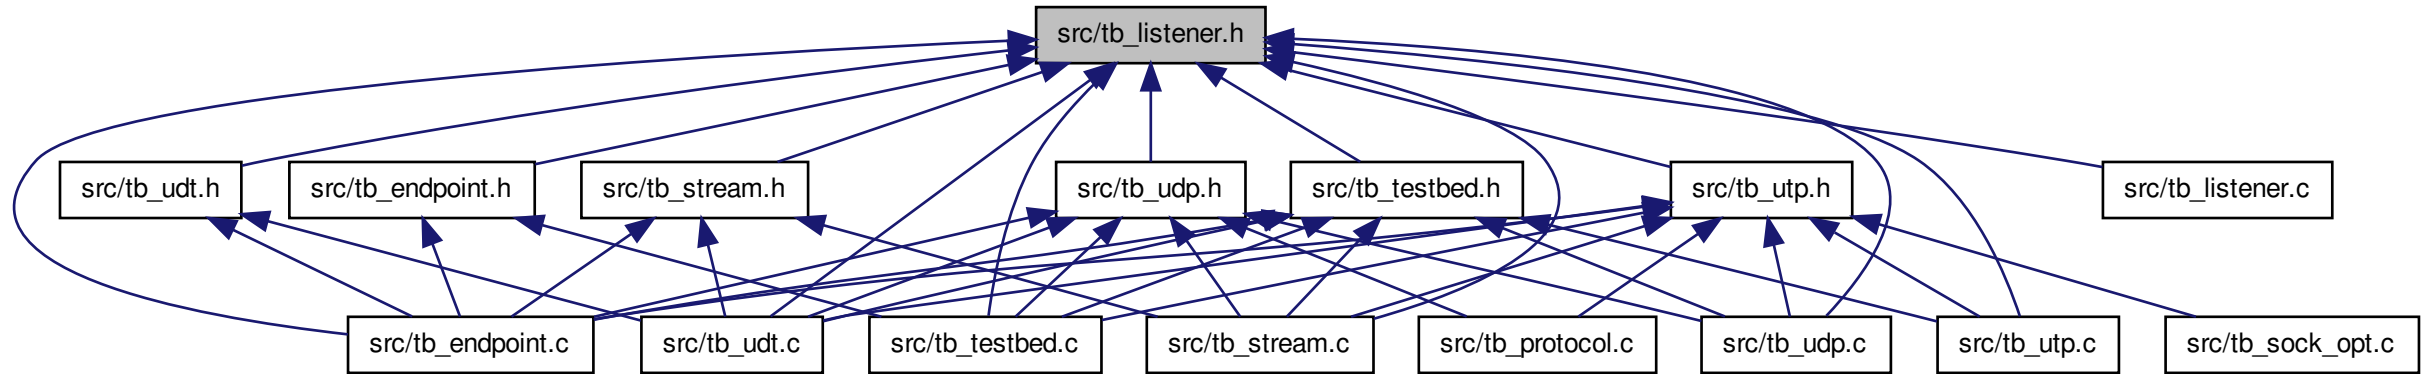 src/tb_listener.h
src/tb_udt.h
src/tb_endpoint.h
src/tb_stream.h
src/tb_udp.h
src/tb_testbed.h
src/tb_utp.h
src/tb_listener.c
src/tb_endpoint.c
src/tb_udt.c
src/tb_testbed.c
src/tb_stream.c
src/tb_protocol.c
src/tb_udp.c
src/tb_utp.c
src/tb_sock_opt.c